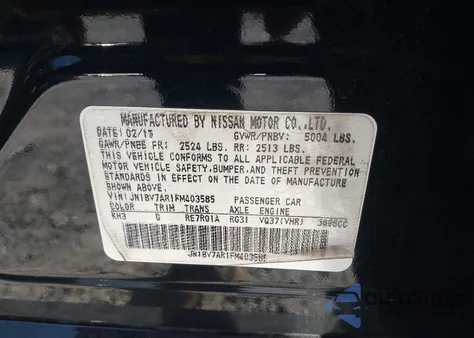 MANUFACTURED BY NISSAN MOTOR CO.,LTD.
DATE: 02/15 GVWR/PNBV: 5004 LBS.
GAWR/PNBE FR: 2524 LBS. RR: 2513 LBS.
THIS VEHICLE CONFORMS TO ALL APPLICABLE FEDERAL
MOTOR VEHICLE SAFETY,BUMPER,AND THEFT PREVENTION
STANDARDS IN EFFECT ON THE DATE OF MANUFACTURE
SHOWN ABOVE.
VIN:JN1BV7AR1FM403585 PASSENGER CAR
COLOR TRIM TRANS AXLE ENGINE
KH3 G RE7R01A RG31 VQ37(VHR) 3696CC
JN1BV7AR1FM403585
EquipSnap